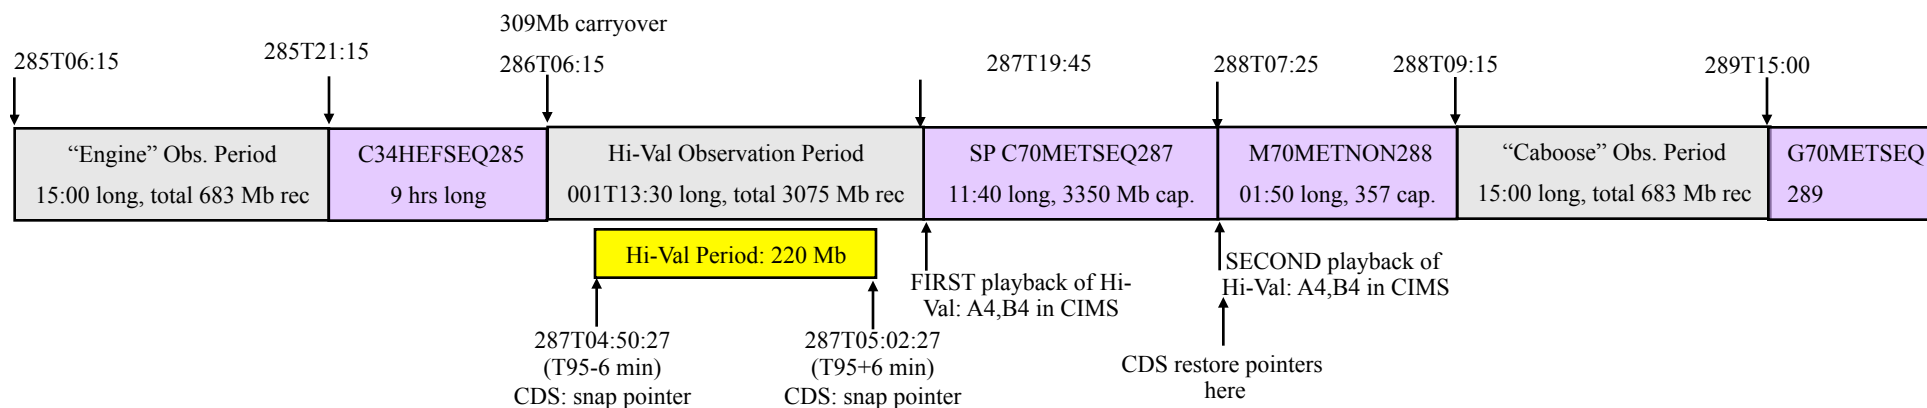 309Mb carryover
285T06:15
285T21:15
286T06:15
287T19:45
288T07:25
288T09:15
289T15:00
“Engine” Obs. Period
15:00 long, total 683 Mb rec
C34HEFSEQ285
9 hrs long
Hi-Val Observation Period
001T13:30 long, total 3075 Mb rec
SP C70METSEQ287
11:40 long, 3350 Mb cap.
M70METNON288
01:50 long, 357 cap.
“Caboose” Obs. Period
15:00 long, total 683 Mb rec
G70METSEQ
289
Hi-Val Period: 220 Mb
FIRST playback of Hi-
Val: A4,B4 in CIMS
SECOND playback of
Hi-Val: A4,B4 in CIMS
287T04:50:27
(T95-6 min)
CDS: snap pointer
287T05:02:27
(T95+6 min)
CDS: snap pointer
CDS restore pointers
here